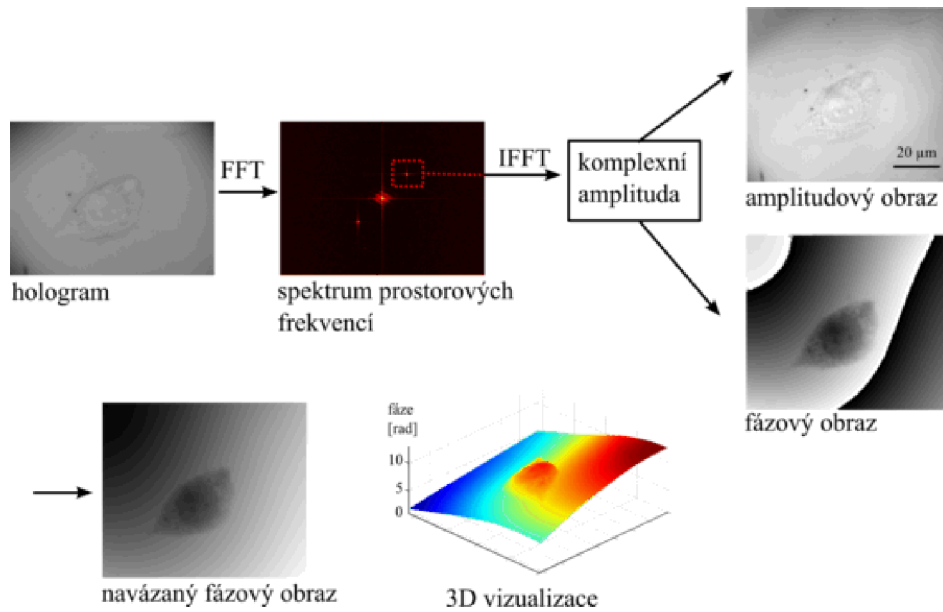 hologram
FFT
spektrum prostorových
frekvencí
IFFT
komplexní
amplituda
20 μm
amplitudový obraz
fázový obraz
navázaný fázový obraz
fáze
[rad]
10
5
0
3D vizualizace